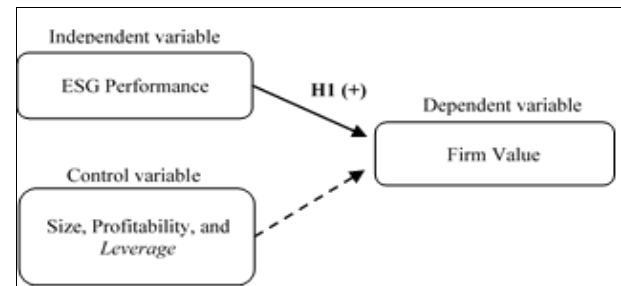 Independent variable
ESG Performance
H1 (+)
Dependent variable
Firm Value
Control variable
Size, Profitability, and
Leverage